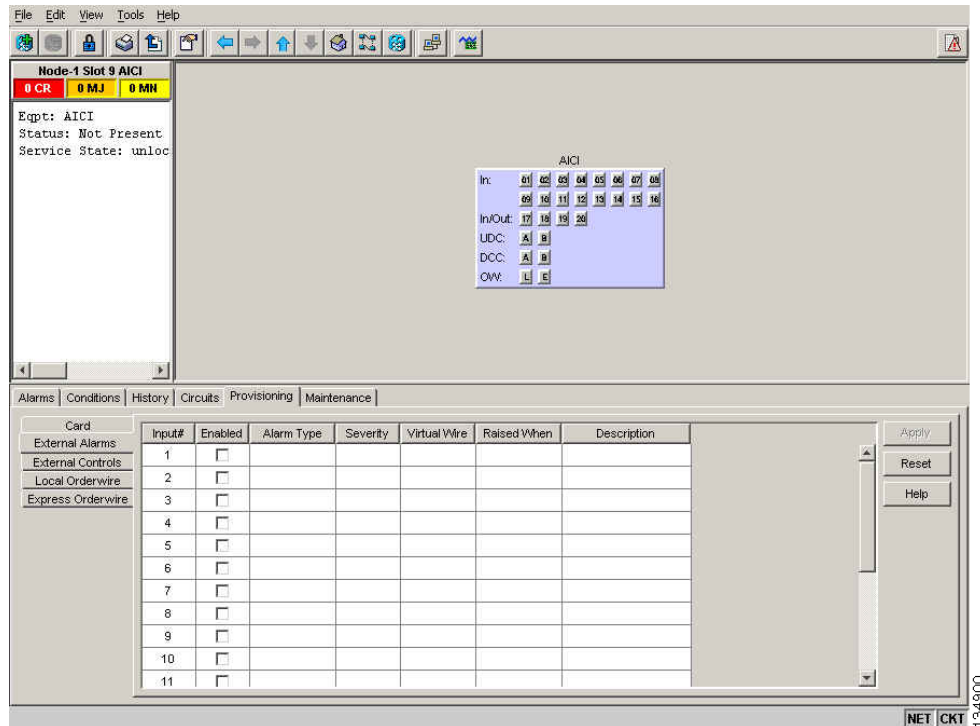 File Edit View Tools Help
Node-1 Slot 9 AICI
0 CR 0 MJ 0 MN
Eqpt: AICI
Status: Not Present
Service State: unloc
AICI
In: 01 02 03 04 05 06 07 08
09 10 11 12 13 14 15 16
In/Out: 17 18 19 20
UDC: A B
DCC: A B
OW: L E
Alarms Conditions History Circuits Provisioning Maintenance
Card
External Alarms
External Controls
Local Orderwire
Express Orderwire
Input# Enabled Alarm Type Severity Virtual Wire Raised When Description
1
2
3
4
5
6
7
8
9
10
11
Apply
Reset
Help
NET CKT
134900